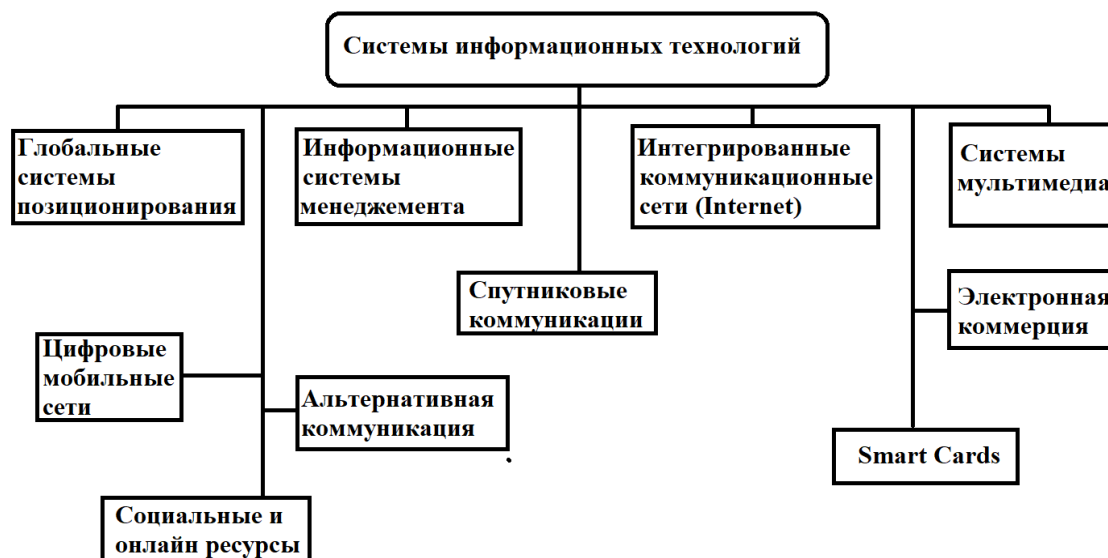 Системы информационных технологий
Глобальные
системы
позиционирования
Информационные
системы
менеджемента
Интегрированные
коммуникационные
сети (Internet)
Системы
мультимедиа
Спутниковые
коммуникации
Электронная
коммерция
Цифровые
мобильные
сети
Альтернативная
коммуникация
Smart Cards
Социальные и
онлайн ресурсы